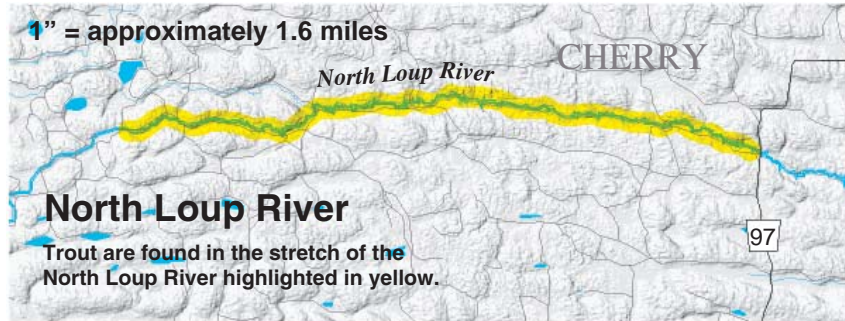 1” = approximately 1.6 miles
CHERRY
North Loup River
North Loup River
97
Trout are found in the stretch of the
North Loup River highlighted in yellow.